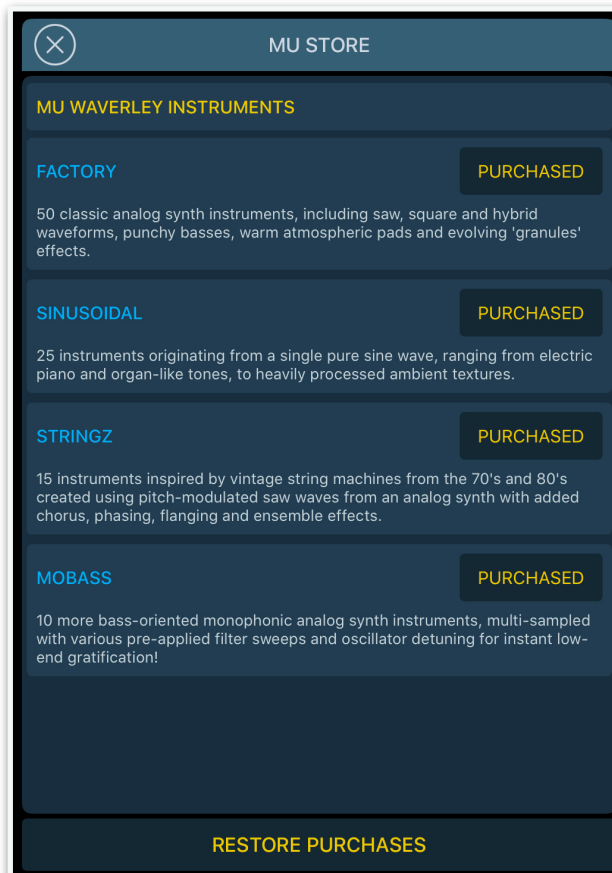 MU STORE
MU WAVERLEY INSTRUMENTS
FACTORY
PURCHASED
50 classic analog synth instruments, including saw, square and hybrid
waveforms, punchy basses, warm atmospheric pads and evolving 'granules'
effects.
SINUSOIDAL
PURCHASED
25 instruments originating from a single pure sine wave, ranging from electric
piano and organ-like tones, to heavily processed ambient textures.
STRINGZ
PURCHASED
15 instruments inspired by vintage string machines from the 70's and 80's
created using pitch-modulated saw waves from an analog synth with added
chorus, phasing, flanging and ensemble effects.
MOBASS
PURCHASED
10 more bass-oriented monophonic analog synth instruments, multi-sampled
with various pre-applied filter sweeps and oscillator detuning for instant low-
end gratification!
RESTORE PURCHASES